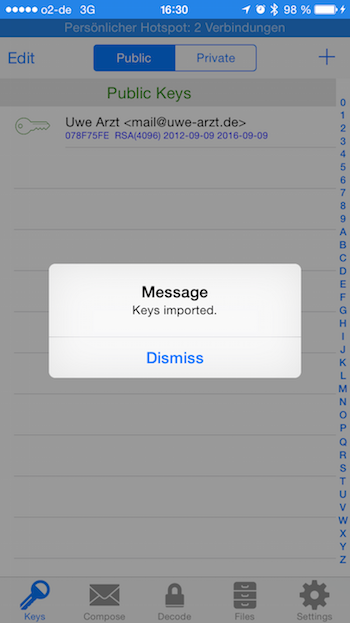 o2-de 3G 16:30 98 %
Persönlicher Hotspot: 2 Verbindungen
Edit Public Private +
Public Keys
Uwe Arzt <mail@uwe-arzt.de>
078F75FE RSA(4096) 2012-09-09 2016-09-09
Message
Keys imported.
Dismiss
0
1
2
3
4
5
6
7
8
9
A
B
C
D
E
F
G
H
I
J
K
L
M
N
O
P
Q
R
S
T
U
V
W
X
Y
Z
Keys Compose Decode Files Settings